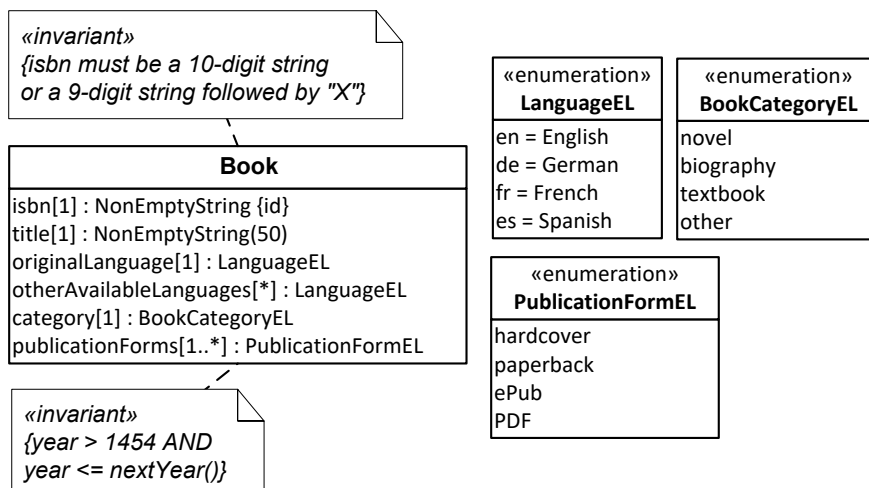 «invariant»
{isbn must be a 10-digit string
or a 9-digit string followed by "X"}
Book
isbn[1] : NonEmptyString {id}
title[1] : NonEmptyString(50)
originalLanguage[1] : LanguageEL
otherAvailableLanguages[*] : LanguageEL
category[1] : BookCategoryEL
publicationForms[1..*] : PublicationFormEL
«invariant»
{year > 1454 AND
year <= nextYear()}
«enumeration»
LanguageEL
en = English
de = German
fr = French
es = Spanish
«enumeration»
BookCategoryEL
novel
biography
textbook
other
«enumeration»
PublicationFormEL
hardcover
paperback
ePub
PDF